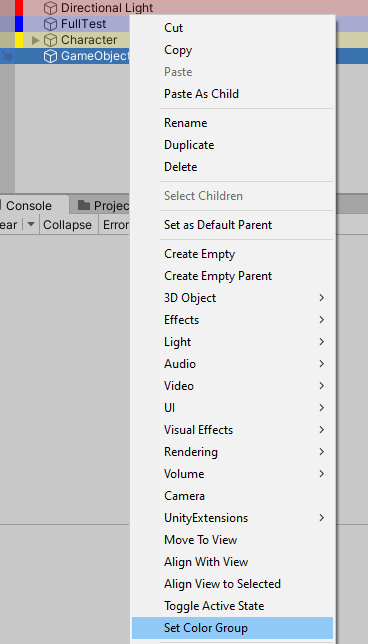 Directional Light
FullTest
Character
GameObject
Cut
Copy
Paste
Paste As Child
Rename
Duplicate
Delete
Select Children
Set as Default Parent
Create Empty
Create Empty Parent
3D Object
Effects
Light
Audio
Video
UI
Visual Effects
Rendering
Volume
Camera
UnityExtensions
Move To View
Align With View
Align View to Selected
Toggle Active State
Set Color Group
Console Projec
ear Collapse Error